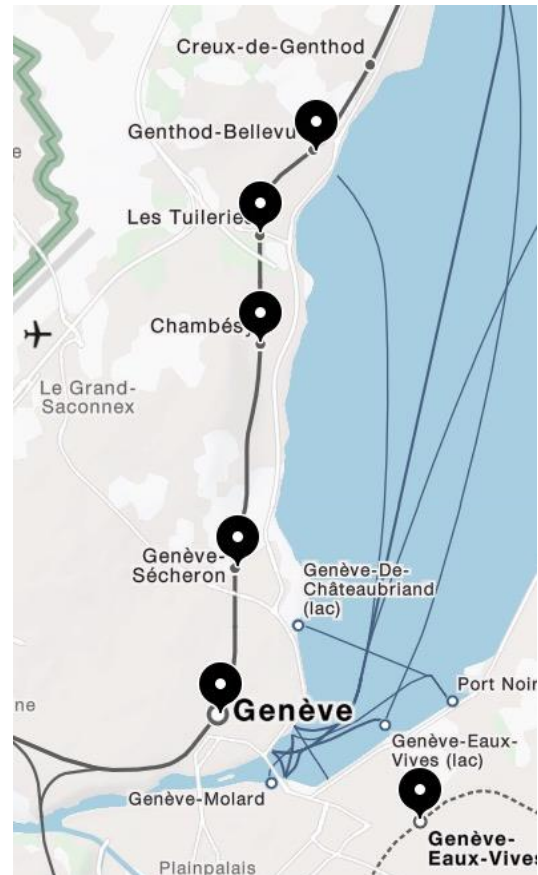 Creux-de-Genthod
Genthod-Bellevu
e
Les Tuilerie
Chambés
Le Grand-
Saconnex
Genève-
Sécheron
Genève-De-
Châteaubriand
(lac)
ne
Genève
Port Noir
Genève-Eaux-
Vives (lac)
Genève-Molard
Genève-
Eaux-Vives
Plainpalais